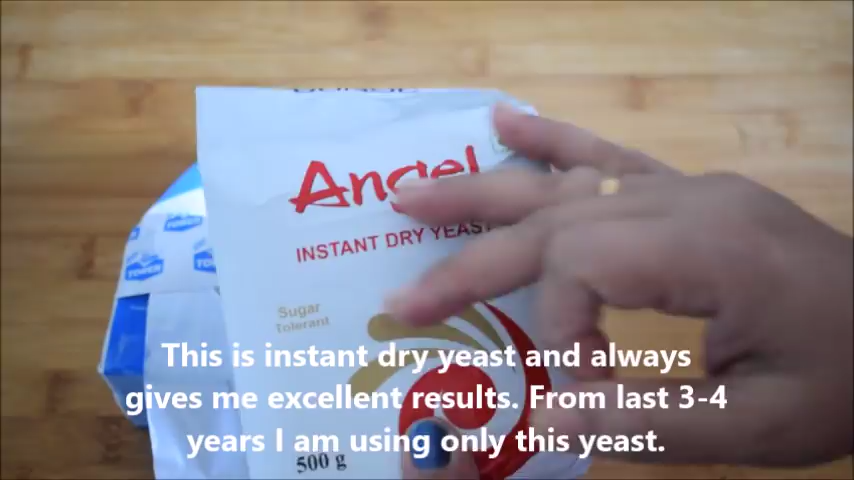 Angel
INSTANT DRY YEAST
Sugar
Tolerant
TOWER
This is instant dry yeast and always
gives me excellent results. From last 3-4
years I am using only this yeast.
500 g